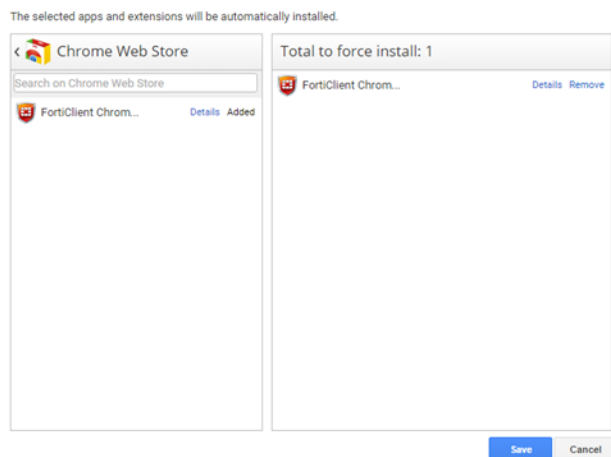 The selected apps and extensions will be automatically installed.
Chrome Web Store
Search on Chrome Web Store
FortiClient Chrom... Details Added
Total to force install: 1
FortiClient Chrom... Details Remove
Save Cancel